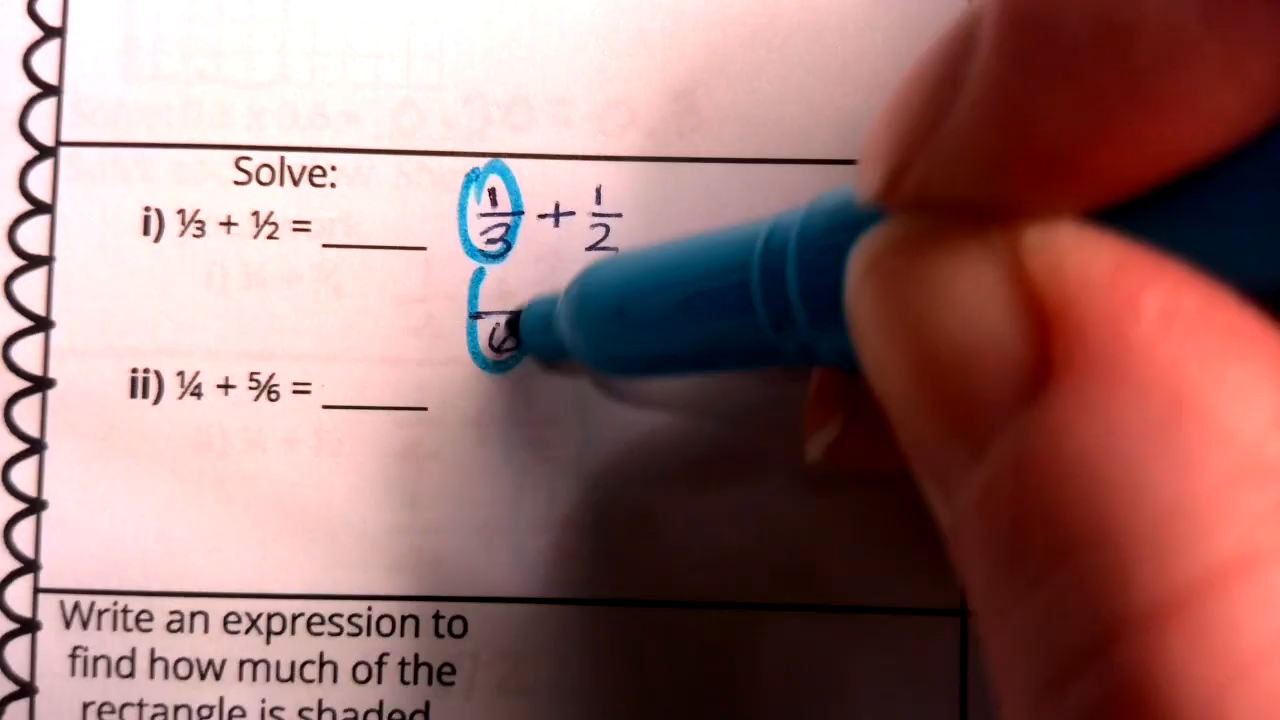 Solve:
i) ⅓ + ½ = ______
1/3 + 1/2
6
ii) ¼ + ⅚ = ______
Write an expression to
find how much of the
rectangle is shaded